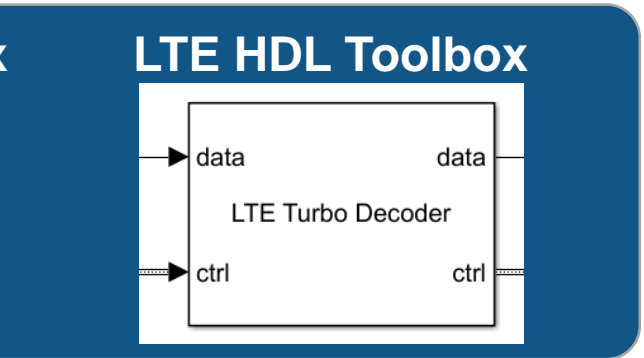 x LTE HDL Toolbox
data data
LTE Turbo Decoder
ctrl ctrl